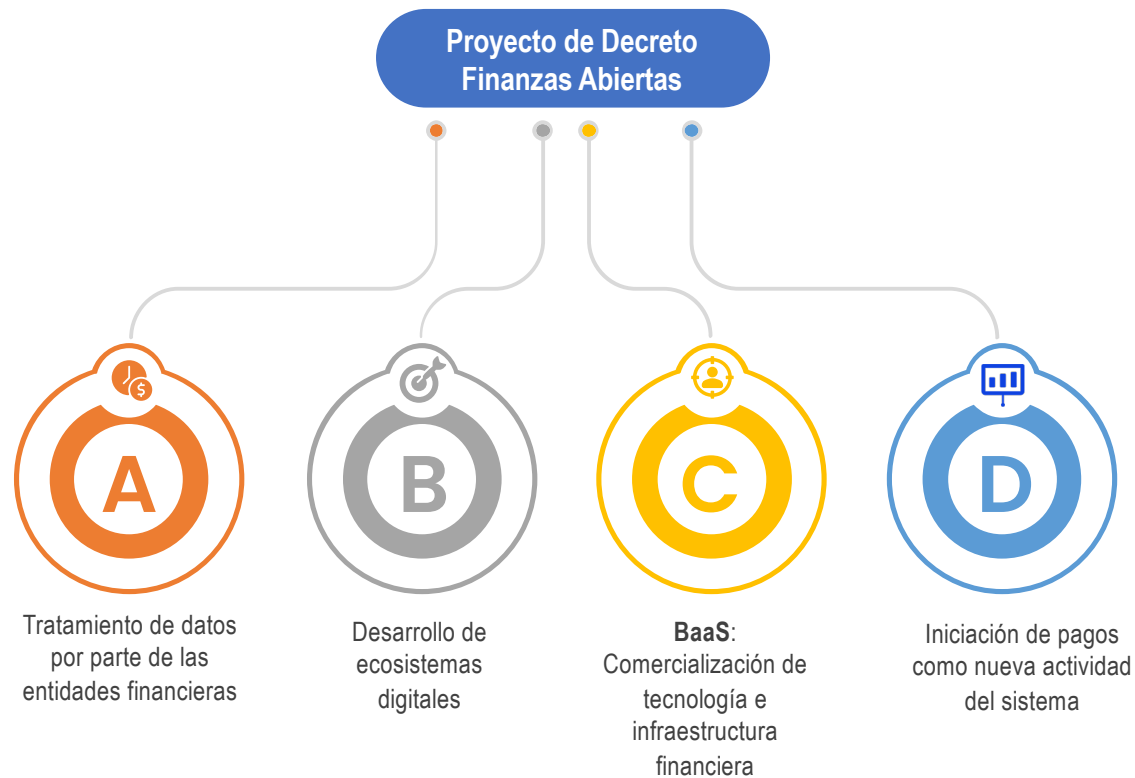 Proyecto de Decreto
Finanzas Abiertas
$
A
B
C
D
Tratamiento de datos
por parte de las
entidades financieras
Desarrollo de
ecosistemas
digitales
BaaS:
Comercialización de
tecnología e
infraestructura
financiera
Iniciación de pagos
como nueva actividad
del sistema